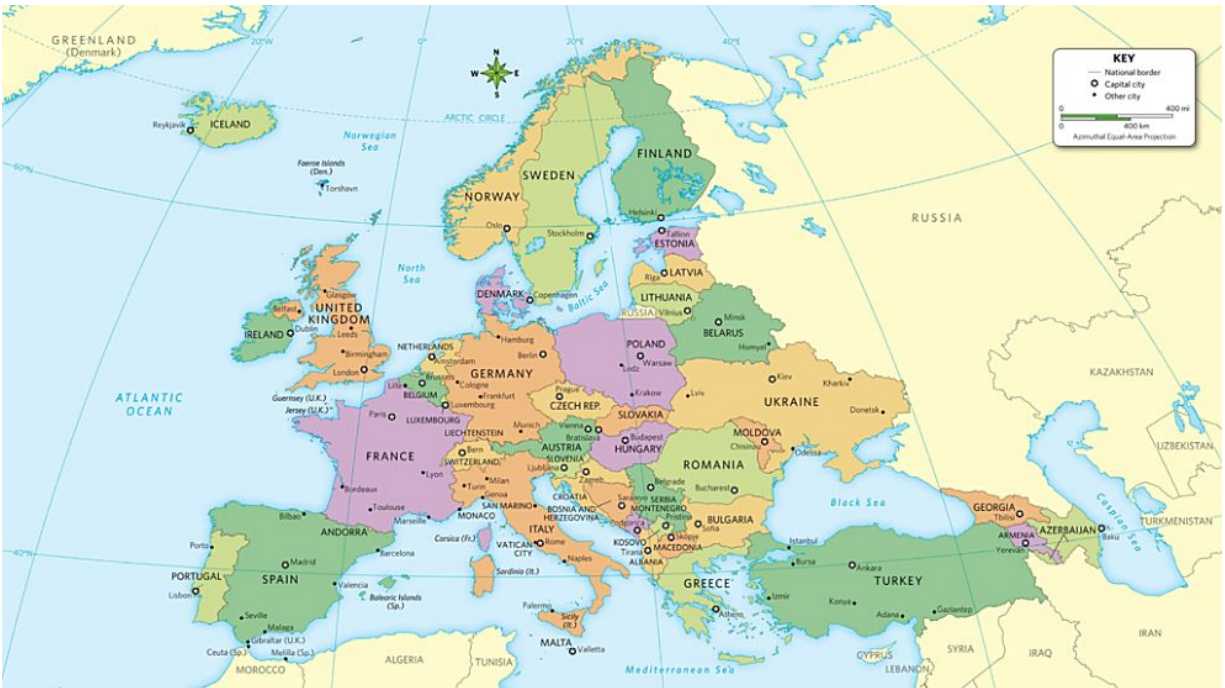 GREENLAND
(Denmark)
20°W
0°
20°E
40°E
N
W
E
S
KEY
National border
Capital city
Other city
0
400 mi
0
400 km
Azimuthal Equal-Area Projection
ARCTIC CIRCLE
Reykjavik
ICELAND
Norwegian
Sea
60°N
Faeroe Islands
(Den.)
Torshavn
FINLAND
SWEDEN
NORWAY
Helsinki
Oslo
Stockholm
RUSSIA
Tallinn
ESTONIA
North
Sea
Riga
LATVIA
Baltic Sea
DENMARK
Copenhagen
LITHUANIA
Vilnius
RUSSIA
Minsk
BELARUS
Homyel
Glasgow
UNITED
KINGDOM
Belfast
IRELAND
Dublin
Leeds
Birmingham
London
NETHERLANDS
Amsterdam
Hamburg
Berlin
GERMANY
POLAND
Warsaw
Lodz
Krakow
Lille
Brussels
BELGIUM
Cologne
Frankfurt
Luxembourg
LUXEMBOURG
Prague
CZECH REP.
Lviv
Kiev
Kharkiv
UKRAINE
Donetsk
KAZAKHSTAN
ATLANTIC
OCEAN
Guernsey (U.K.)
Jersey (U.K.)
Paris
FRANCE
LIECHTENSTEIN
Munich
Vienna
Bratislava
SLOVAKIA
AUSTRIA
Budapest
HUNGARY
MOLDOVA
Chisinau
Odessa
UZBEKISTAN
Bern
SWITZERLAND
SLOVENIA
Ljubljana
Zagreb
ROMANIA
Bucharest
Lyon
Milan
Turin
Genoa
Bordeaux
Toulouse
Marseille
MONACO
SAN MARINO
CROATIA
BOSNIA AND
HERZEGOVINA
Sarajevo
Belgrade
SERBIA
MONTENEGRO
Podgorica
Pristina
KOSOVO
BULGARIA
Sofia
Skopje
MACEDONIA
Tirana
ALBANIA
Black Sea
Caspian Sea
GEORGIA
Tbilisi
ARMENIA
Yerevan
AZERBAIJAN
Baku
TURKMENISTAN
Bilbao
ANDORRA
Corsica (Fr.)
ITALY
VATICAN
CITY
Rome
Naples
40°N
Porto
PORTUGAL
Lisbon
Madrid
SPAIN
Barcelona
Valencia
Balearic Islands
(Sp.)
Sardinia (It.)
Seville
Malaga
Gibraltar (U.K.)
Ceuta (Sp.)
Melilla (Sp.)
Palermo
Sicily
(It.)
MALTA
Valletta
GREECE
Athens
Istanbul
Bursa
Izmir
Ankara
TURKEY
Konya
Adana
Gaziantep
MOROCCO
ALGERIA
TUNISIA
Mediterranean Sea
CYPRUS
LEBANON
SYRIA
IRAQ
IRAN